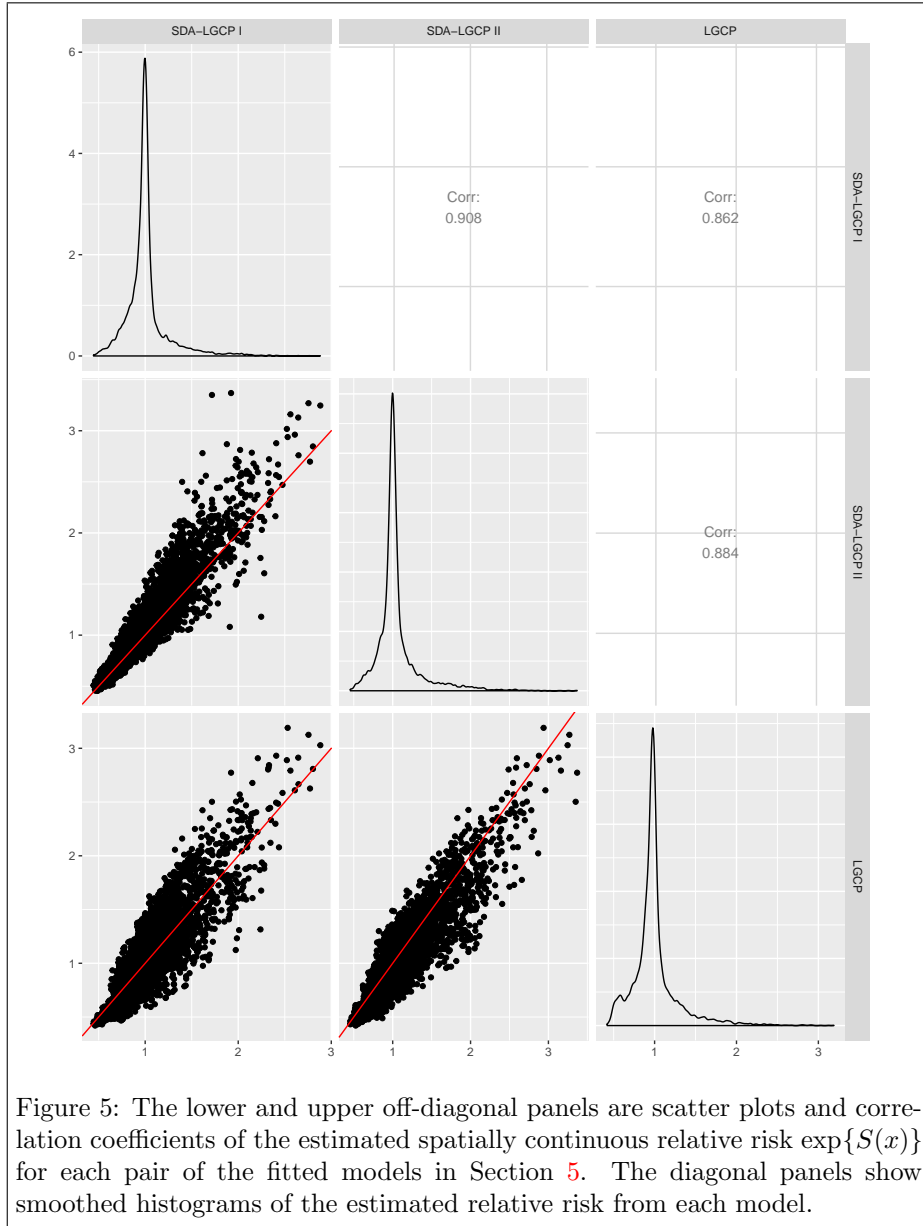 SDA−LGCP I
SDA−LGCP II
LGCP
6
4
2
0
Corr:
0.908
Corr:
0.862
SDA−LGCP I
3
2
1
Corr:
0.884
SDA−LGCP II
3
2
1
LGCP
1
2
3
1
2
3
1
2
3
Figure 5: The lower and upper off-diagonal panels are scatter plots and corre-
lation coefficients of the estimated spatially continuous relative risk exp{S(x)}
for each pair of the fitted models in Section 5. The diagonal panels show
smoothed histograms of the estimated relative risk from each model.